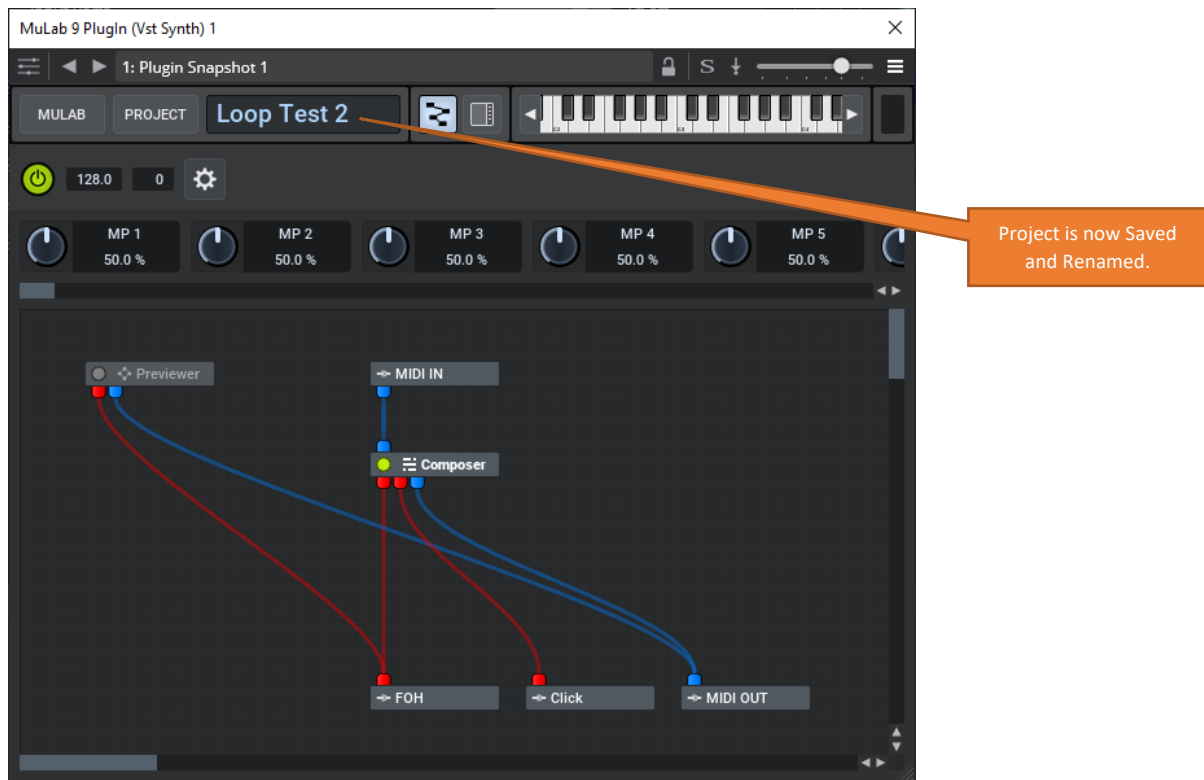 MuLab 9 PlugIn (Vst Synth) 1
1: Plugin Snapshot 1
S
MULAB
PROJECT
Loop Test 2
128.0
0
MP 1
50.0 %
MP 2
50.0 %
MP 3
50.0 %
MP 4
50.0 %
MP 5
50.0 %
Project is now Saved
and Renamed.
Previewer
MIDI IN
Composer
FOH
Click
MIDI OUT